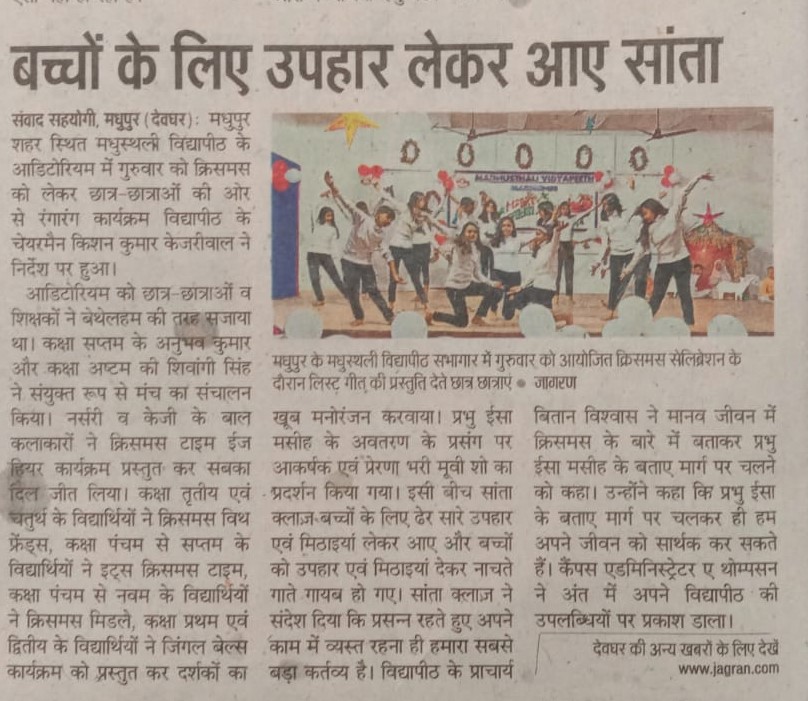 बच्चों के लिए उपहार लेकर आए सांता
संवाद सहयोगी, मधुपुर (देवघर): मधुपुर
शहर स्थित मधुस्थली विद्यापीठ के
आडिटोरियम में गुरुवार को क्रिसमस
को लेकर छात्र-छात्राओं की ओर
से रंगारंग कार्यक्रम विद्यापीठ के
चेयरमैन किशन कुमार केजरीवाल ने
निर्देश पर हुआ।
आडिटोरियम को छात्र-छात्राओं व
शिक्षकों ने बेथेलहम की तरह सजाया
था। कक्षा सप्तम के अनुभव कुमार
और कक्षा अष्टम की शिवांगी सिंह
ने संयुक्त रूप से मंच का संचालन
किया। नर्सरी व केजी के बाल
कलाकारों ने क्रिसमस टाइम ईज
हियर कार्यक्रम प्रस्तुत कर सबका
दिल जीत लिया। कक्षा तृतीय एवं
चतुर्थ के विद्यार्थियों ने क्रिसमस विथ
फ्रेंड्स, कक्षा पंचम से सप्तम के
विद्यार्थियों ने इट्स क्रिसमस टाइम,
कक्षा पंचम से नवम के विद्यार्थियों
ने क्रिसमस मिडले, कक्षा प्रथम एवं
द्वितीय के विद्यार्थियों ने जिंगल बेल्स
कार्यक्रम को प्रस्तुत कर दर्शकों का
MADHUSTHALI VIDYAPEETH
MADHUPUR
मधुपुर के मधुस्थली विद्यापीठ सभागार में गुरुवार को आयोजित क्रिसमस सेलिब्रेशन के
दौरान लिस्ट गीत की प्रस्तुति देते छात्र छात्राएं ● जागरण
खूब मनोरंजन करवाया। प्रभु ईसा
मसीह के अवतरण के प्रसंग पर
आकर्षक एवं प्रेरणा भरी मूवी शो का
प्रदर्शन किया गया। इसी बीच सांता
क्लाज बच्चों के लिए ढेर सारे उपहार
एवं मिठाइयां लेकर आए और बच्चों
को उपहार एवं मिठाइयां देकर नाचते
गाते गायब हो गए। सांता क्लाज ने
संदेश दिया कि प्रसन्न रहते हुए अपने
काम में व्यस्त रहना ही हमारा सबसे
बड़ा कर्तव्य है। विद्यापीठ के प्राचार्य
बितान विश्वास ने मानव जीवन में
क्रिसमस के बारे में बताकर प्रभु
ईसा मसीह के बताए मार्ग पर चलने
को कहा। उन्होंने कहा कि प्रभु ईसा
के बताए मार्ग पर चलकर ही हम
अपने जीवन को सार्थक कर सकते
हैं। कैंपस एडमिनिस्ट्रेटर ए थोम्पसन
ने अंत में अपने विद्यापीठ की
उपलब्धियों पर प्रकाश डाला।
देवघर की अन्य खबरों के लिए देखें
www.jagran.com